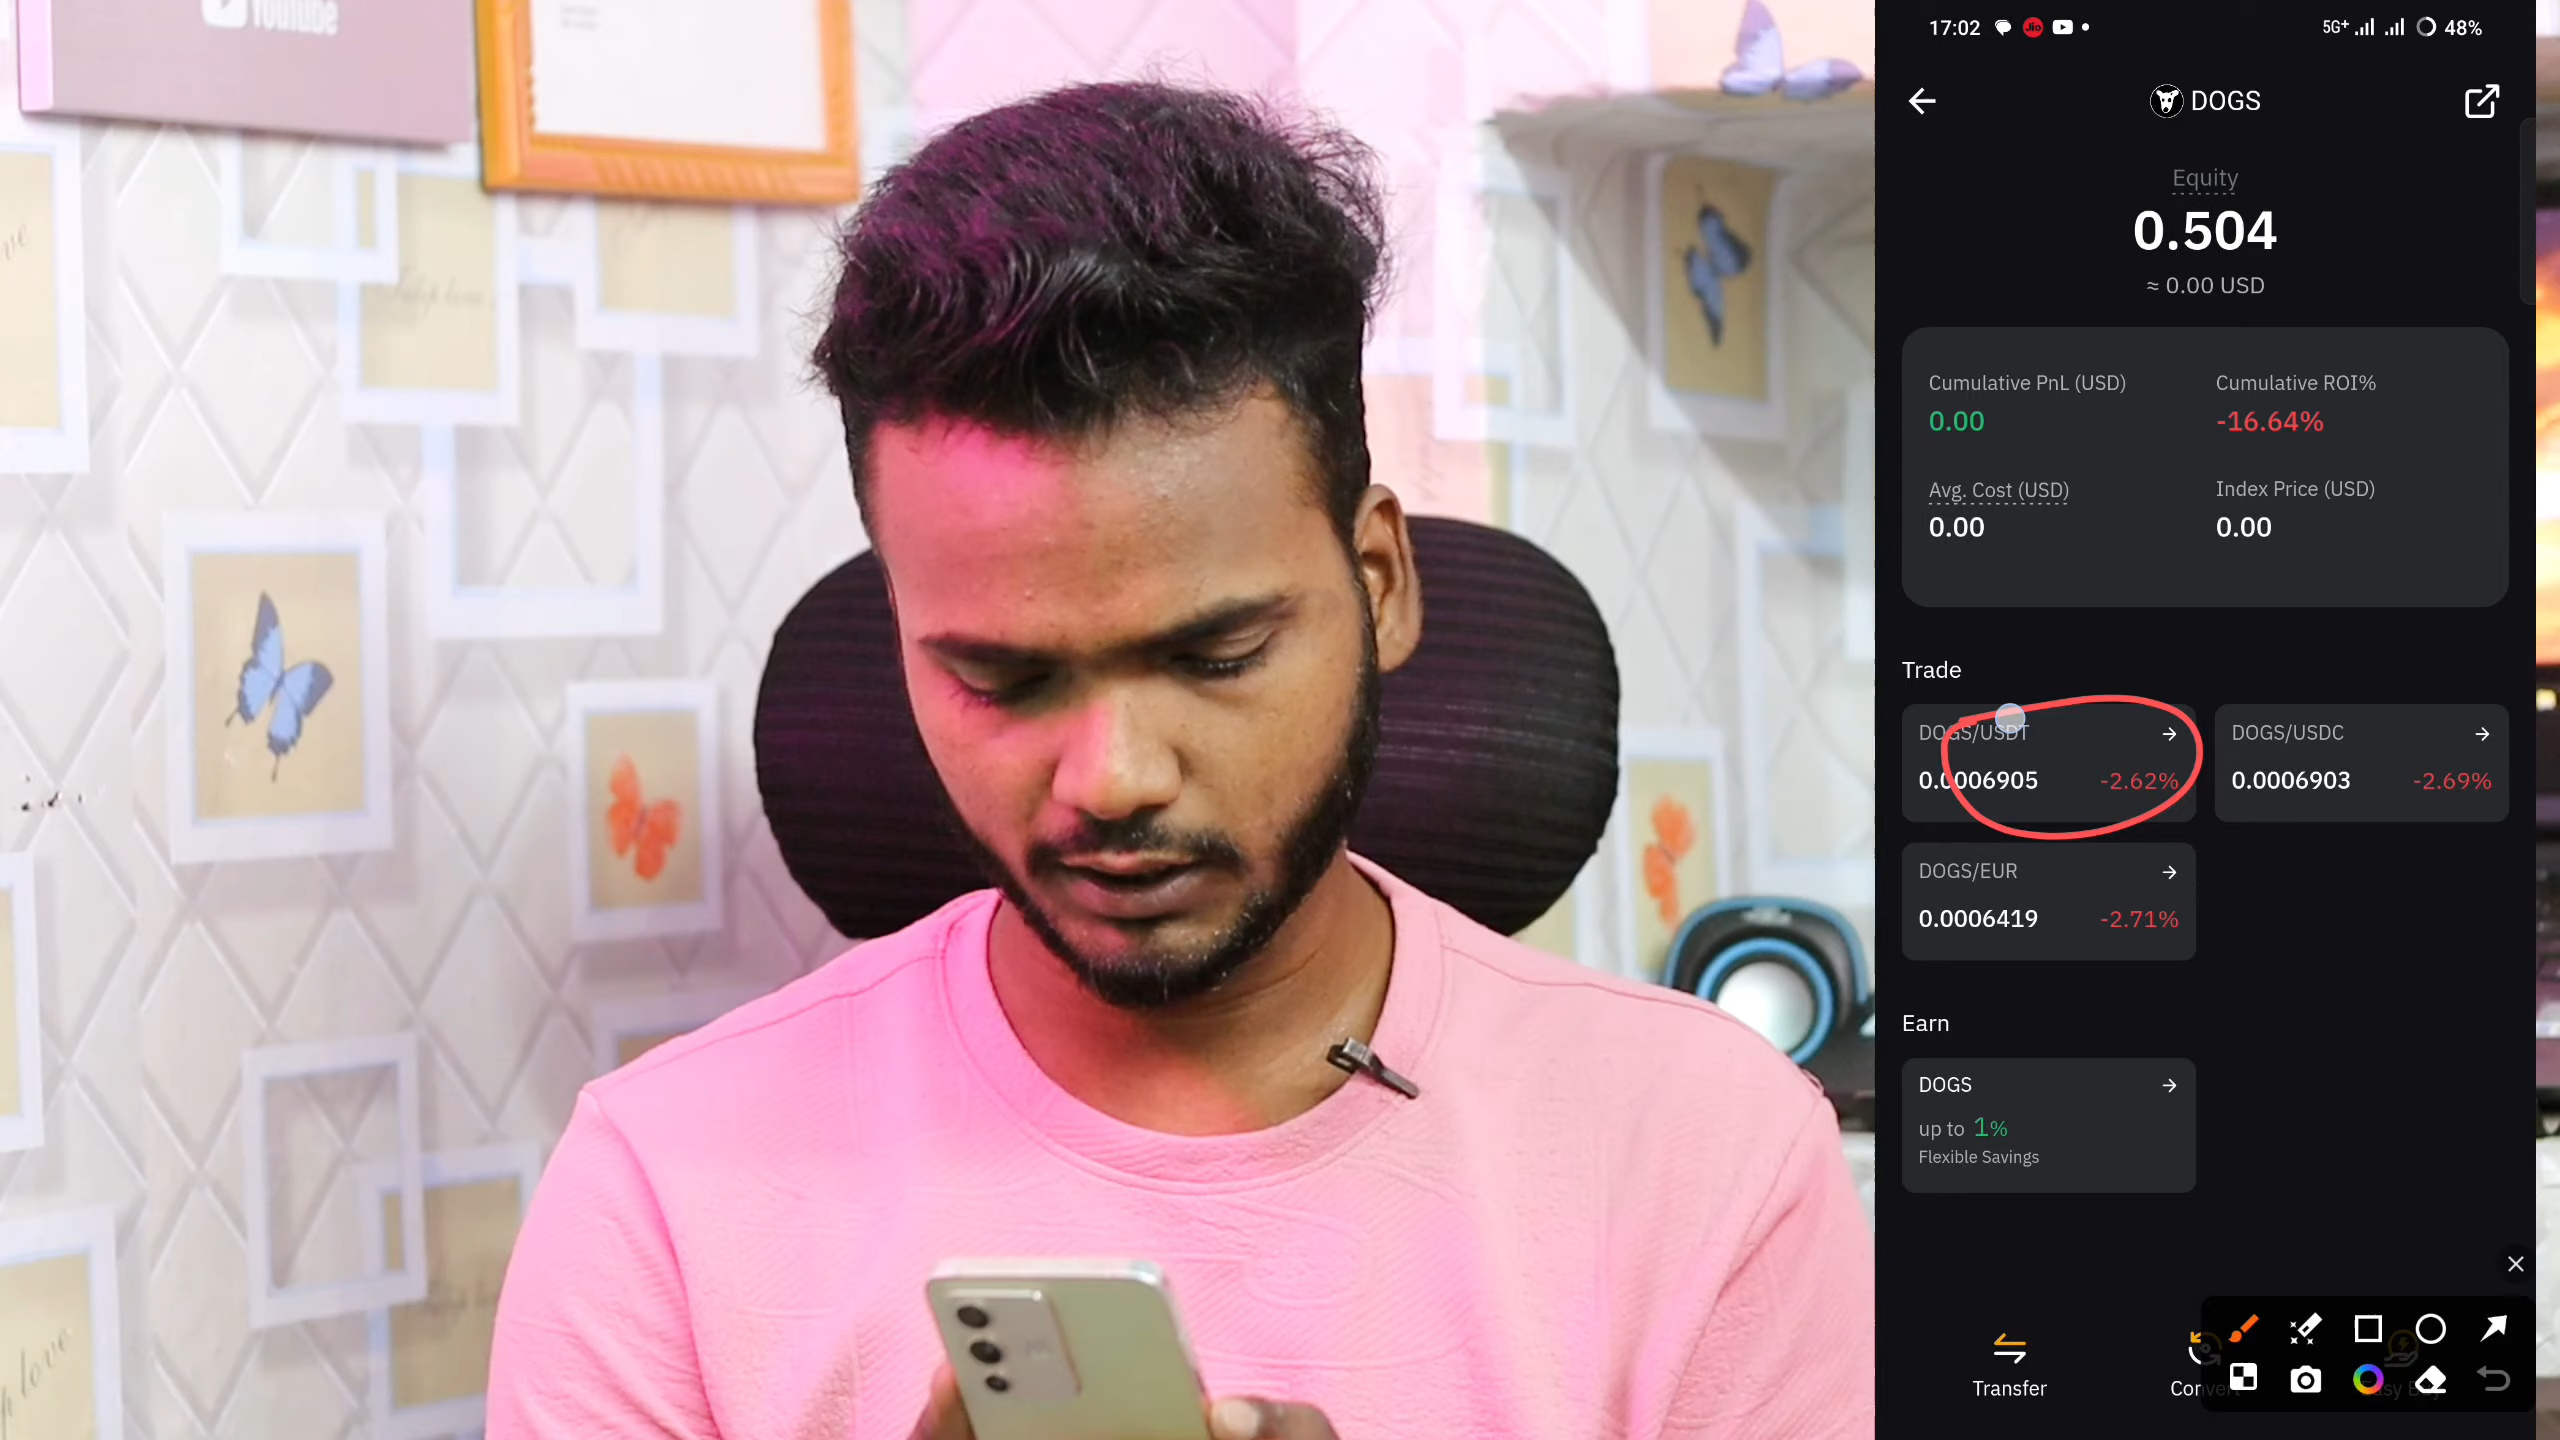 YouTube
love
17:02
Jio
5G+
48%
DOGS
Equity
0.504
≈ 0.00 USD
Cumulative PnL (USD)
Cumulative ROI%
0.00
-16.64%
Avg. Cost (USD)
Index Price (USD)
0.00
0.00
Trade
DOGS/USDT
DOGS/USDC
0.0006905
-2.62%
0.0006903
-2.69%
DOGS/EUR
0.0006419
-2.71%
Earn
DOGS
up to 1%
Flexible Savings
Transfer